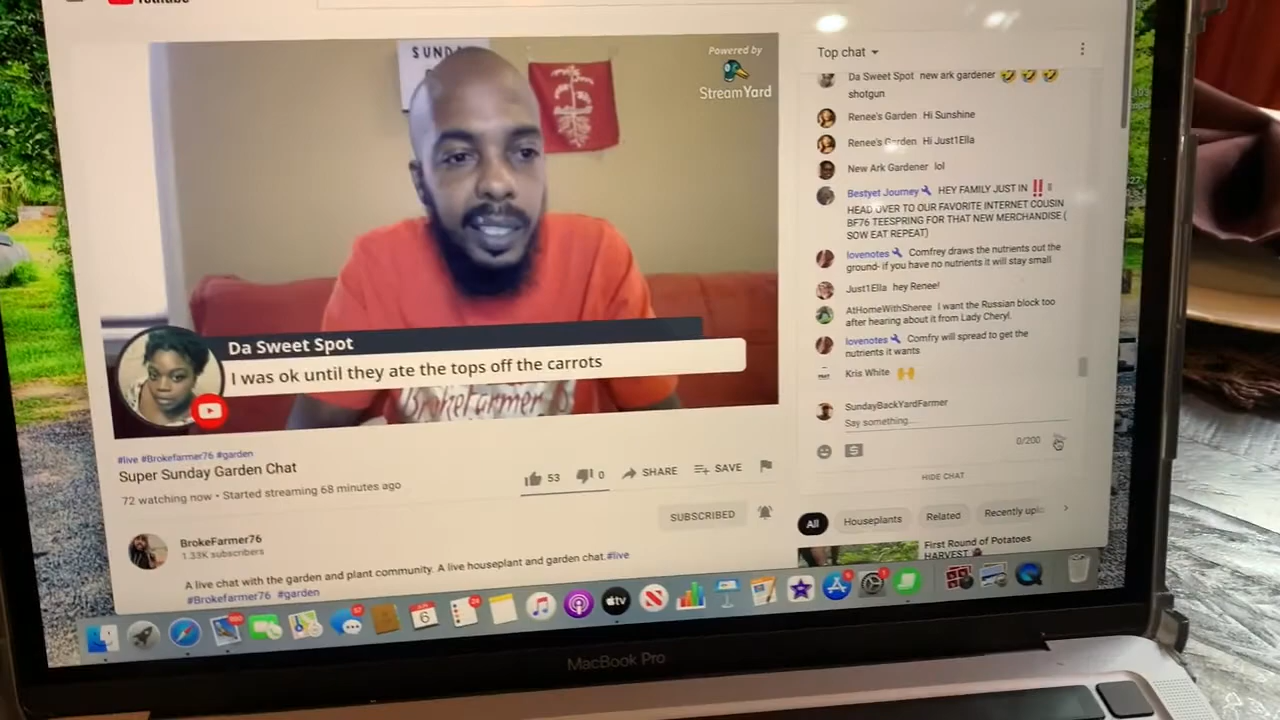 YouTube
SUND
Powered by
StreamYard
Da Sweet Spot
I was ok until they ate the tops off the carrots
BrokeFarmer
#live #Brokefarmer76 #garden
Super Sunday Garden Chat
72 watching now • Started streaming 68 minutes ago
53
0
SHARE
SAVE
BrokeFarmer76
1.33K subscribers
SUBSCRIBED
A live chat with the garden and plant community. A live houseplant and garden chat.#live
#Brokefarmer76 #garden
Top chat
Da Sweet Spot new ark gardener
shotgun
Renee's Garden Hi Sunshine
Renee's Garden Hi Just1Ella
New Ark Gardener lol
Bestyet Journey HEY FAMILY JUST IN ‼️
HEAD OVER TO OUR FAVORITE INTERNET COUSIN
BF76 TEESPRING FOR THAT NEW MERCHANDISE (
SOW EAT REPEAT)
lovenotes Comfrey draws the nutrients out the
ground- if you have no nutrients it will stay small
Just1Ella hey Renee!
AtHomeWithSheree I want the Russian block too
after hearing about it from Lady Cheryl.
lovenotes Comfry will spread to get the
nutrients it wants
Kris White
SundayBackYardFarmer
Say something...
0/200
HIDE CHAT
All
Houseplants
Related
Recently uplo
First Round of Potatoes
HARVEST
JUN
6
tv
MacBook Pro